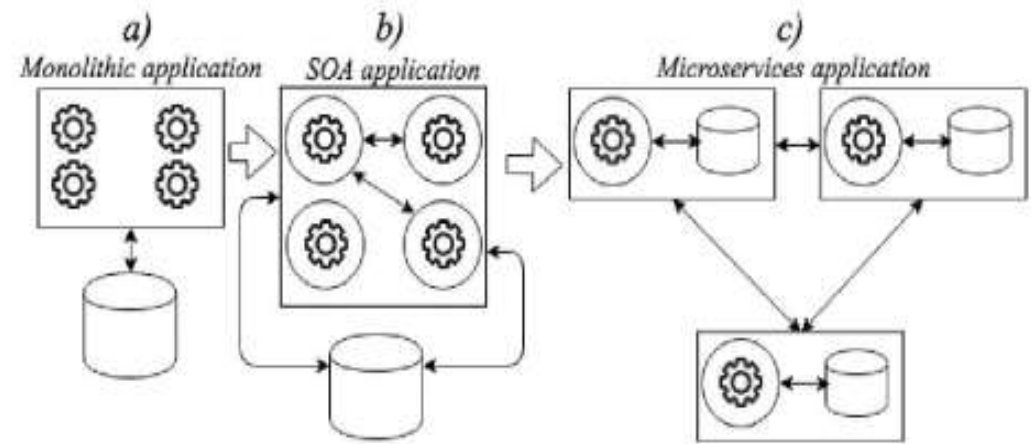 a)
Monolithic application
b)
SOA application
c)
Microservices application